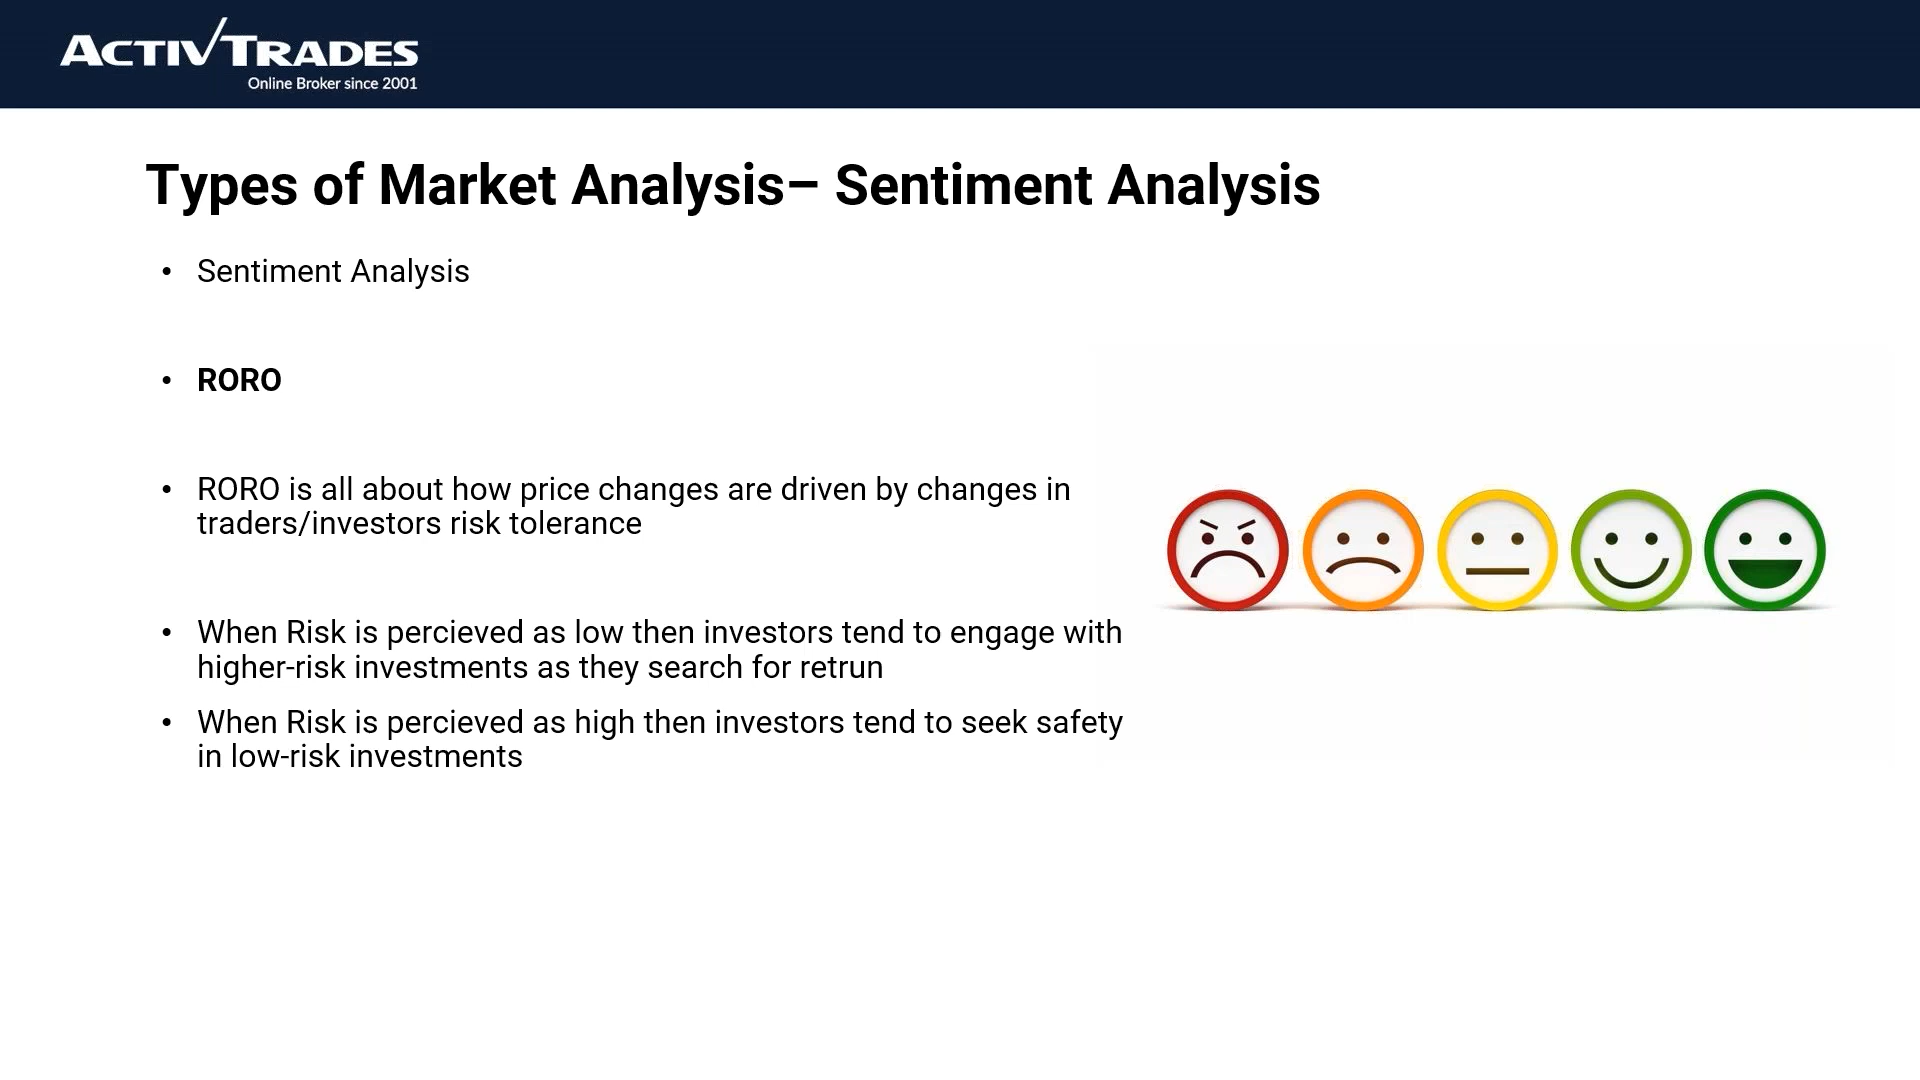 ACTIVTRADES
Online Broker since 2001
Types of Market Analysis– Sentiment Analysis
• Sentiment Analysis
• RORO
• RORO is all about how price changes are driven by changes in
traders/investors risk tolerance
• When Risk is percieved as low then investors tend to engage with
higher-risk investments as they search for retrun
• When Risk is percieved as high then investors tend to seek safety
in low-risk investments